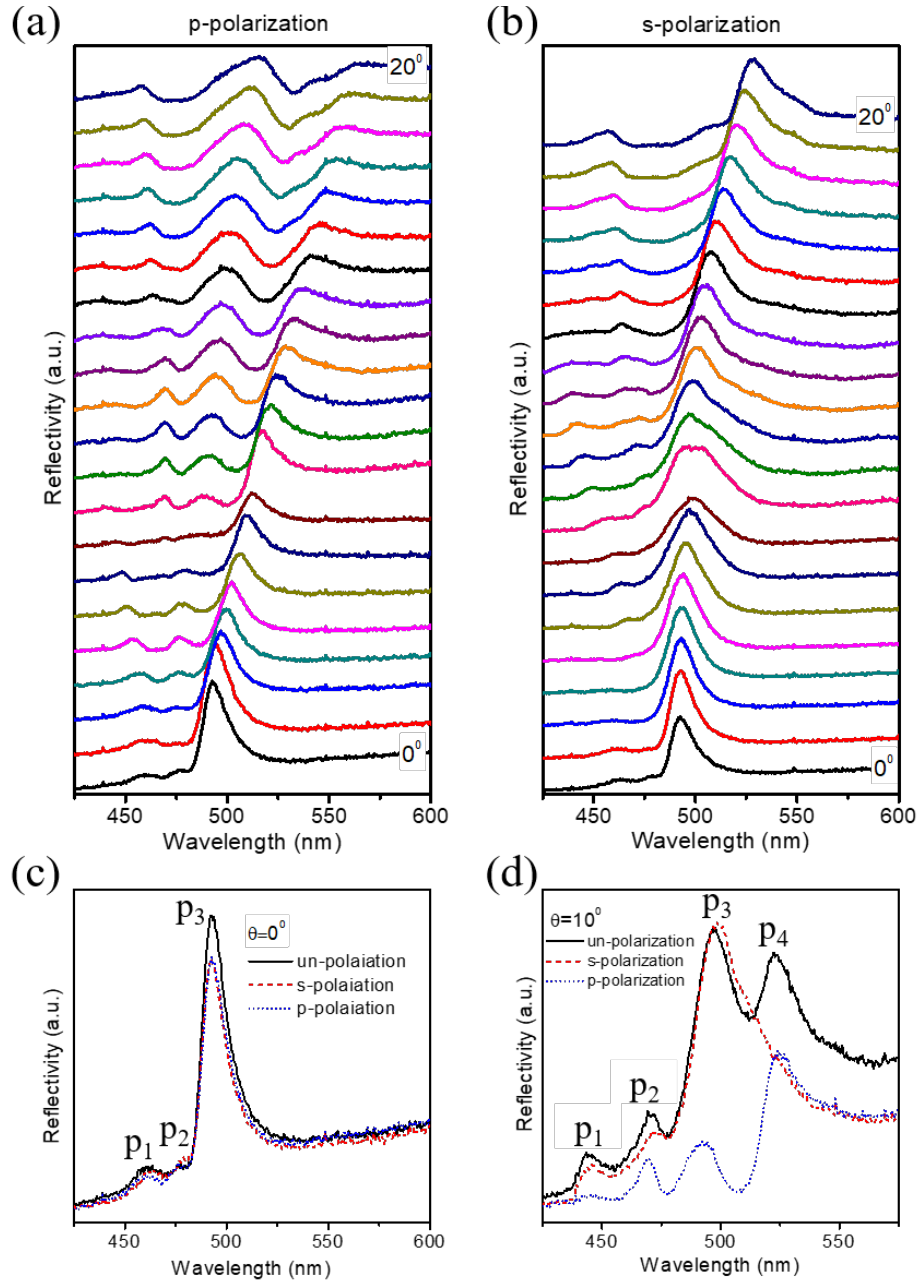 (a)
p-polarization
20⁰
Reflectivity (a.u.)
0⁰
450 500 550 600
Wavelength (nm)
(b)
s-polarization
20⁰
Reflectivity (a.u.)
0⁰
450 500 550 600
Wavelength (nm)
(c)
p₃
θ=0⁰
un-polaiation
s-polaiation
p-polaiation
p₁
p₂
Reflectivity (a.u.)
450 500 550 600
Wavelength (nm)
(d)
θ=10⁰
p₃
un-polarization
s-polarization
p-polarization
p₄
p₂
p₁
Reflectivity (a.u.)
450 500 550
Wavelength (nm)